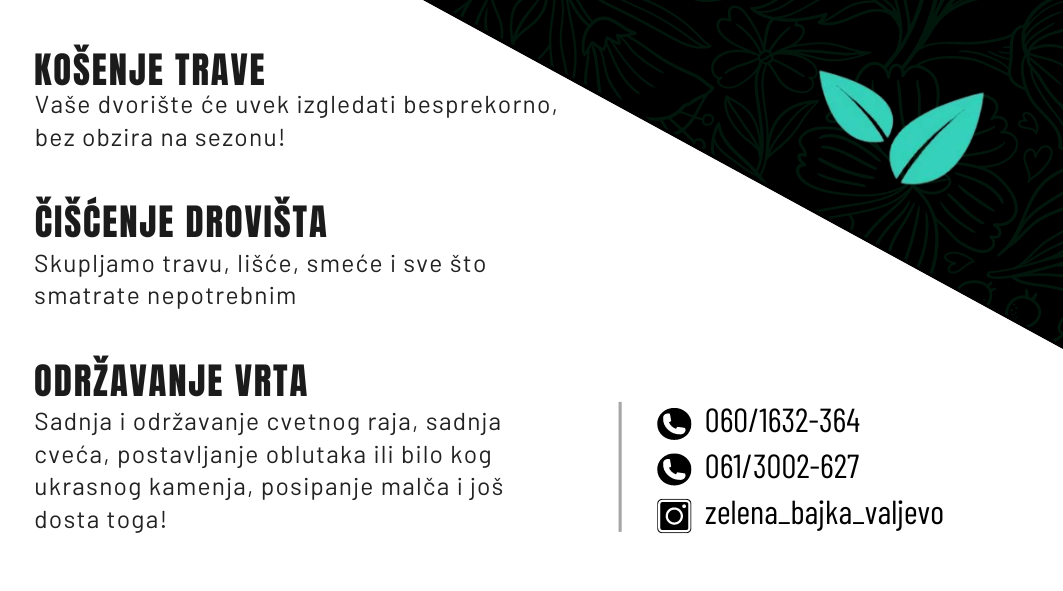 KOŠENJE TRAVE
Vaše dvorište će uvek izgledati besprekorno,
bez obzira na sezonu!
ČIŠĆENJE DROVIŠTA
Skupljamo travu, lišće, smeće i sve što
smatrate nepotrebnim
ODRŽAVANJE VRTA
Sadnja i održavanje cvetnog raja, sadnja
cveća, postavljanje oblutaka ili bilo kog
ukrasnog kamenja, posipanje malča i još
dosta toga!
060/1632-364
061/3002-627
zelena_bajka_valjevo